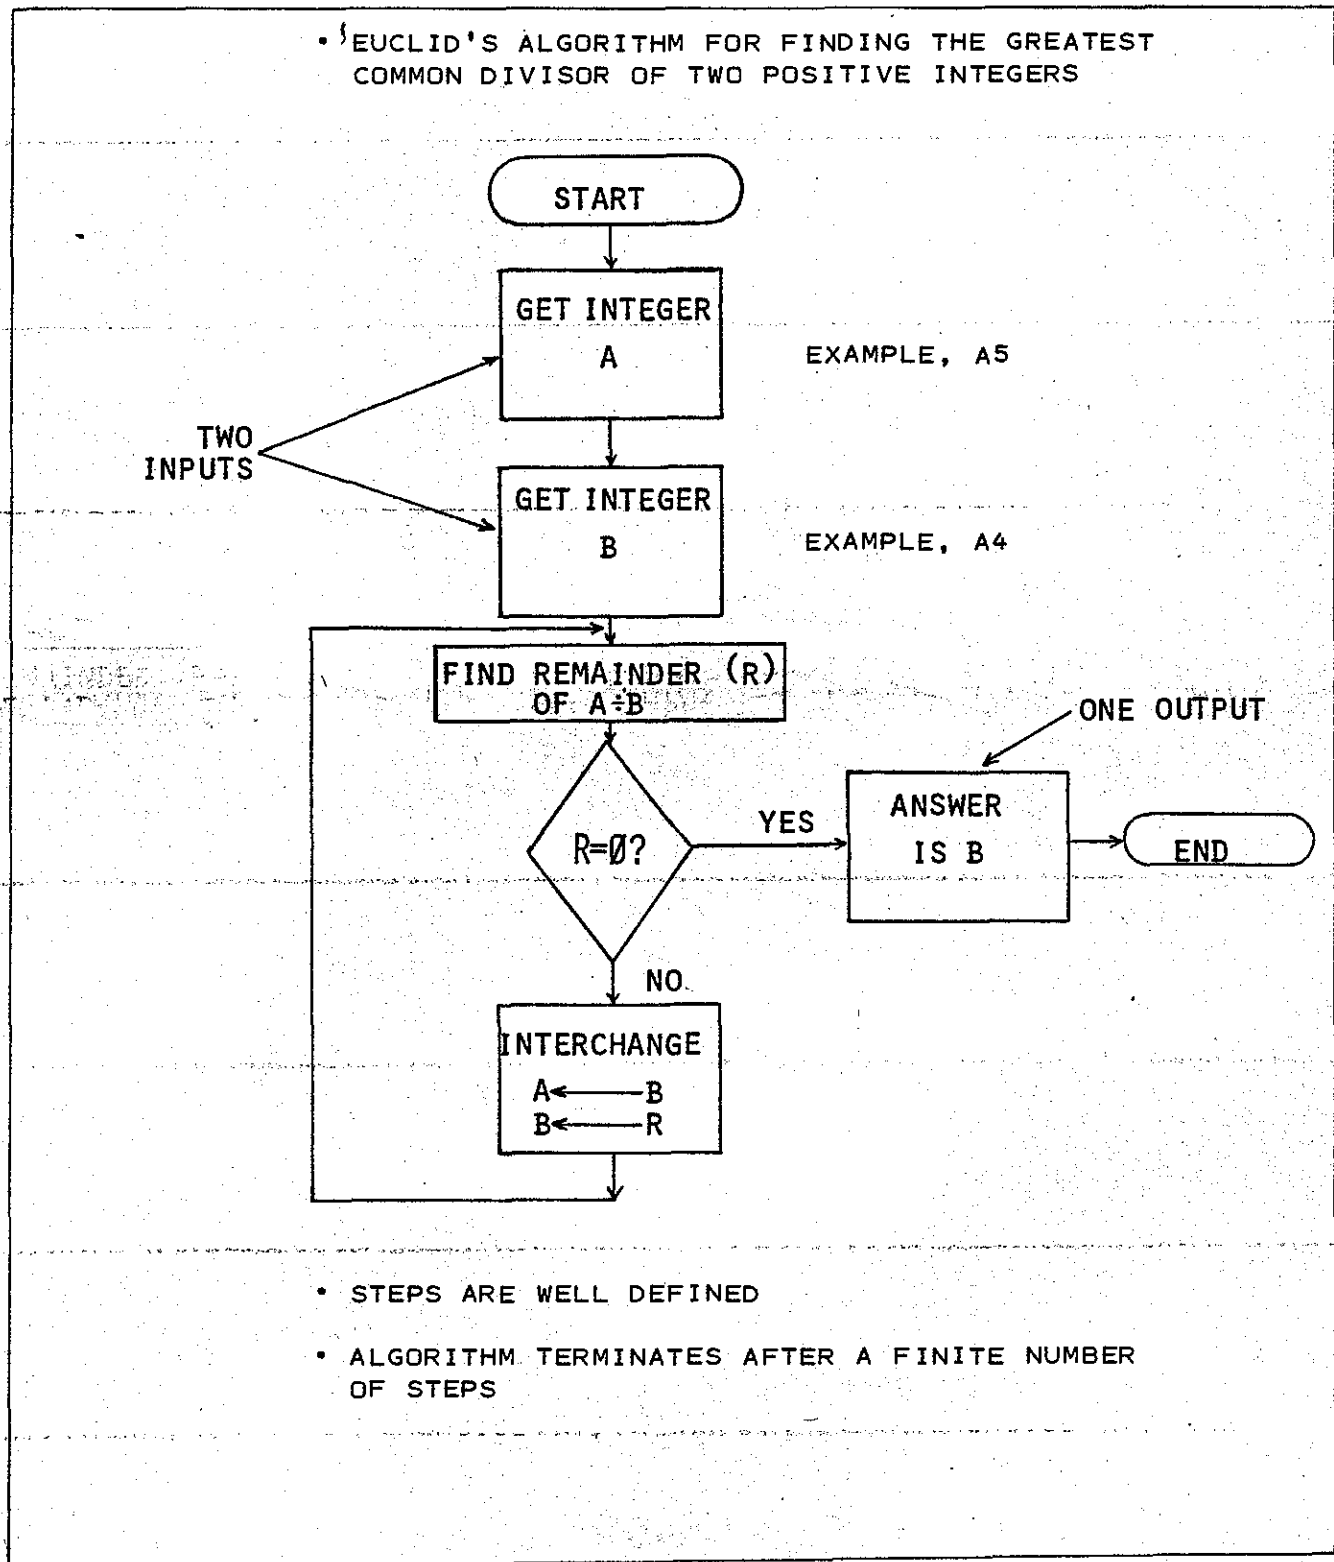 • EUCLID'S ALGORITHM FOR FINDING THE GREATEST
COMMON DIVISOR OF TWO POSITIVE INTEGERS
START
GET INTEGER
A
EXAMPLE, A5
TWO
INPUTS
GET INTEGER
B
EXAMPLE, A4
FIND REMAINDER (R)
OF A÷B
ONE OUTPUT
R=Ø?
YES
ANSWER
IS B
END
NO
INTERCHANGE
A←B
B←R
• STEPS ARE WELL DEFINED
• ALGORITHM TERMINATES AFTER A FINITE NUMBER
OF STEPS